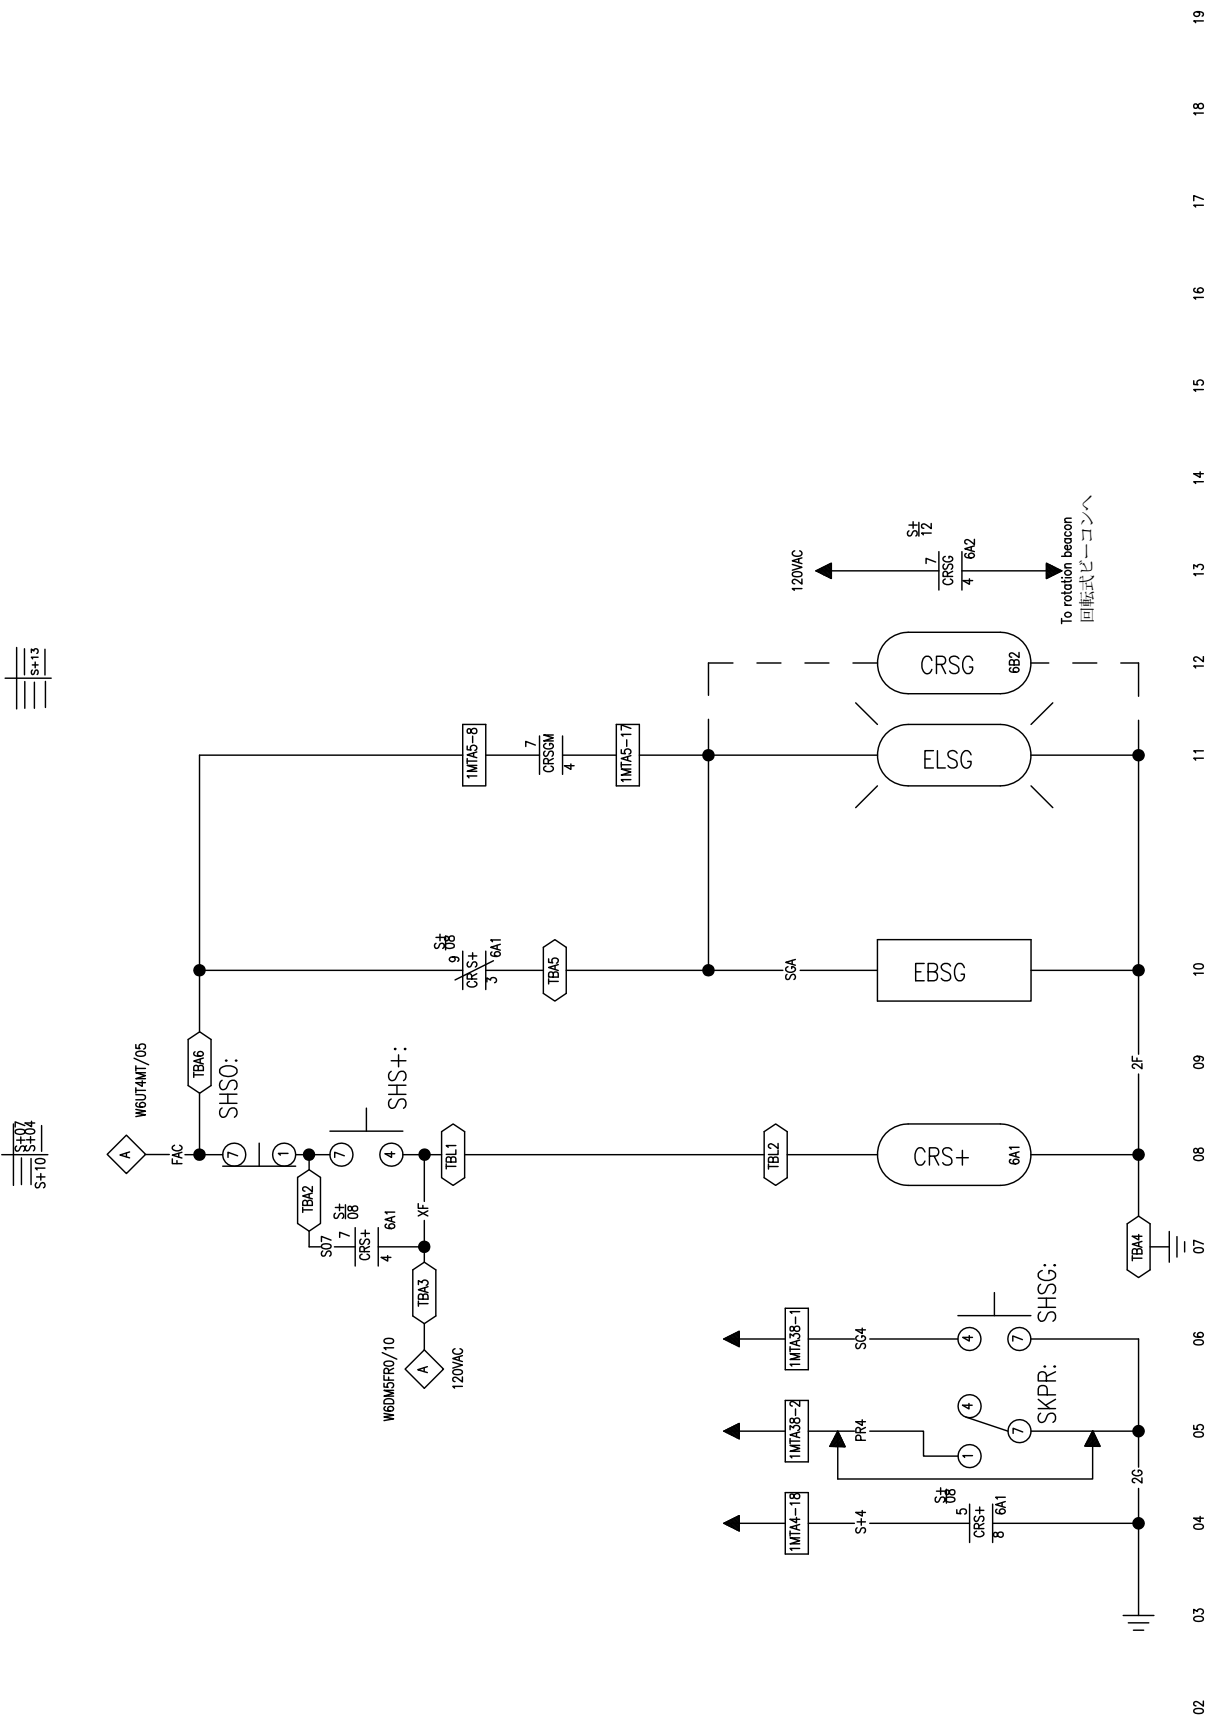 19
18
17
16
15
14
13
12
11
10
09
08
07
06
05
04
03
02
S+13
S+07
S+04
S+10
W6UT4MT/05
A
FAC
TBA6
SHSO:
7
1
TBA2
7
4
SHS+:
S+
08
S07
7
CRS+
4
6A1
XF
TBA3
A
W6DM5FRO/10
120VAC
TBL1
TBL2
CRS+
6A1
2F
TBA4
S+
08
9
CRS+
3
6A1
TBA5
SGA
EBSG
1MTA5-8
7
CRSGM
4
1MTA5-17
ELSG
CRSG
6B2
120VAC
S+
12
7
CRSG
4
6A2
To rotation beacon
回転式ビーコンへ
1MTA38-1
SG4
4
7
SHSG:
1MTA38-2
PR4
4
1
7
SKPR:
2G
1MTA4-18
S+4
S+
08
5
CRS+
8
6A1